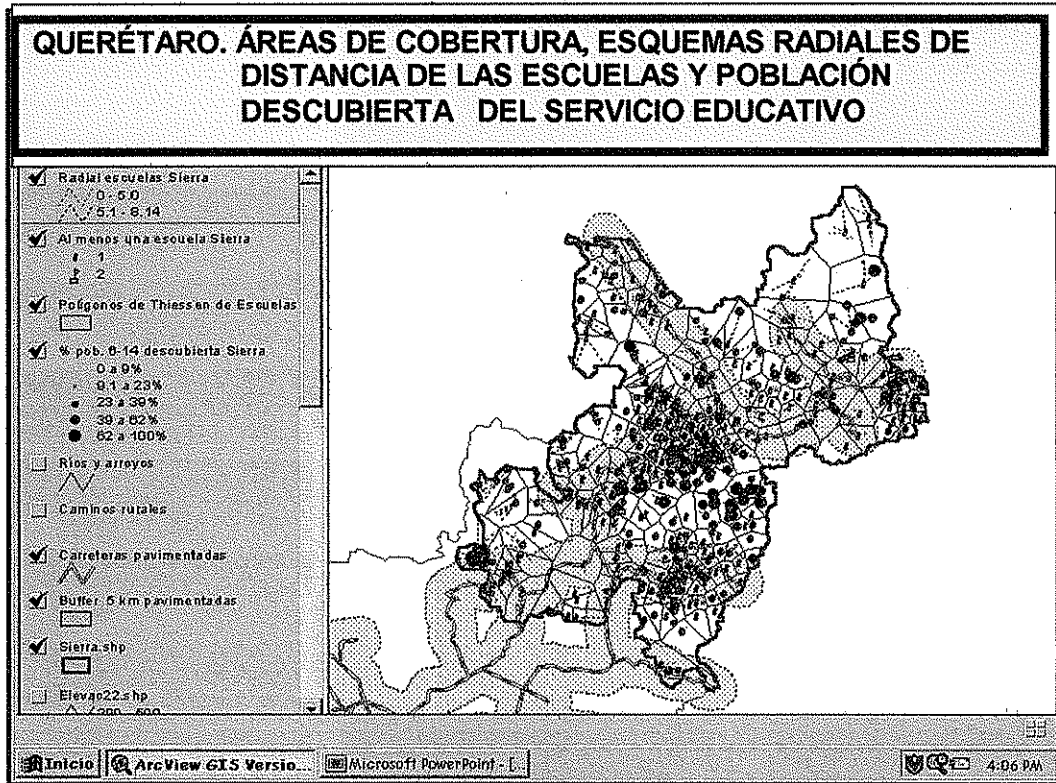 QUERÉTARO. ÁREAS DE COBERTURA, ESQUEMAS RADIALES DE
DISTANCIA DE LAS ESCUELAS Y POBLACIÓN
DESCUBIERTA DEL SERVICIO EDUCATIVO
Radial escuelas Sierra
0 - 5.0
5.1 - 8.14
Al menos una escuela Sierra
1
2
Polígonos de Thiessen de Escuelas
% pob. 6-14 descubierta Sierra
0 a 9%
9.1 a 23%
23 a 39%
39 a 62%
62 a 100%
Ríos y arroyos
Caminos rurales
Carreteras pavimentadas
Buffer 5 km pavimentadas
Sierra.shp
Elevac22.shp
Inicio
ArcView GIS Versio...
Microsoft PowerPoint - [...
4:06 PM